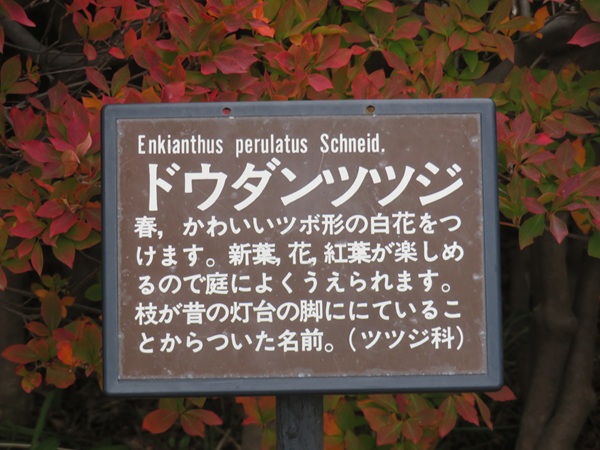 Enkianthus perulatus Schneid.
ドウダンツツジ
春，かわいいツボ形の白花をつ
けます。新葉，花，紅葉が楽しめ
るので庭によくうえられます。
枝が昔の灯台の脚ににているこ
とからついた名前。（ツツジ科）